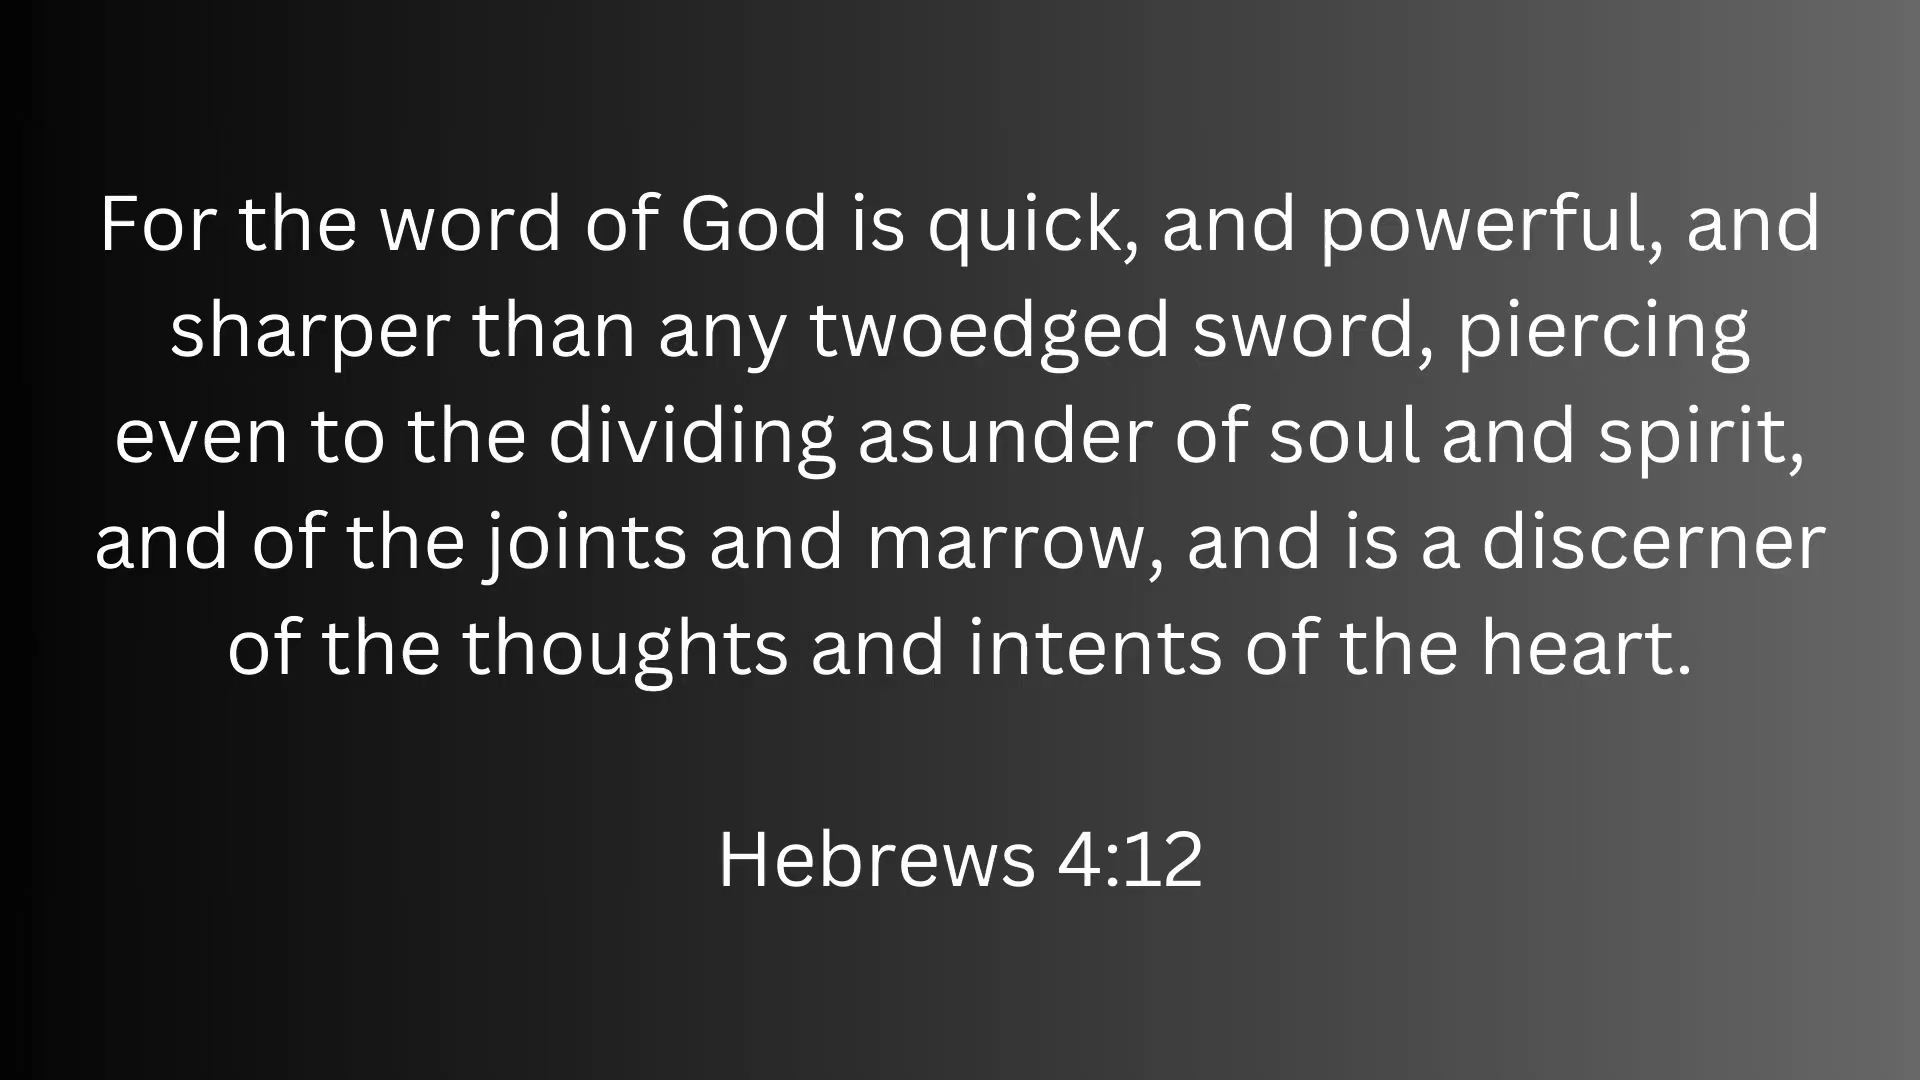 For the word of God is quick, and powerful, and
sharper than any twoedged sword, piercing
even to the dividing asunder of soul and spirit,
and of the joints and marrow, and is a discerner
of the thoughts and intents of the heart.
Hebrews 4:12